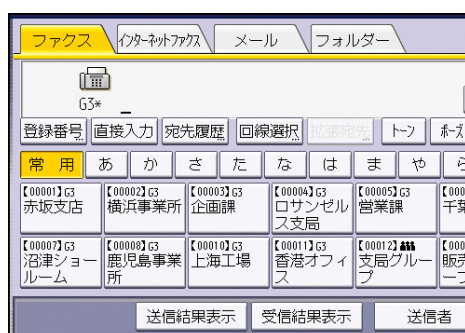 ファクス インターネットファクス メール フォルダー
G3* _
登録番号 直接入力 宛先履歴 回線選択 拡張宛先 トーン ポーズ
常用 あ か さ た な は ま や
【00001】G3 【00002】G3 【00003】G3 【00004】G3 【00005】G3
赤坂支店 横浜事業所 企画課 ロサンゼル 営業課 千葉
ス支局
【00007】G3 【00008】G3 【00010】G3 【00011】G3 【00012】
沼津ショー 鹿児島事業 上海工場 香港オフィ 支局グルー 販売
ルーム 所 ス プ
送信結果表示 受信結果表示 送信者